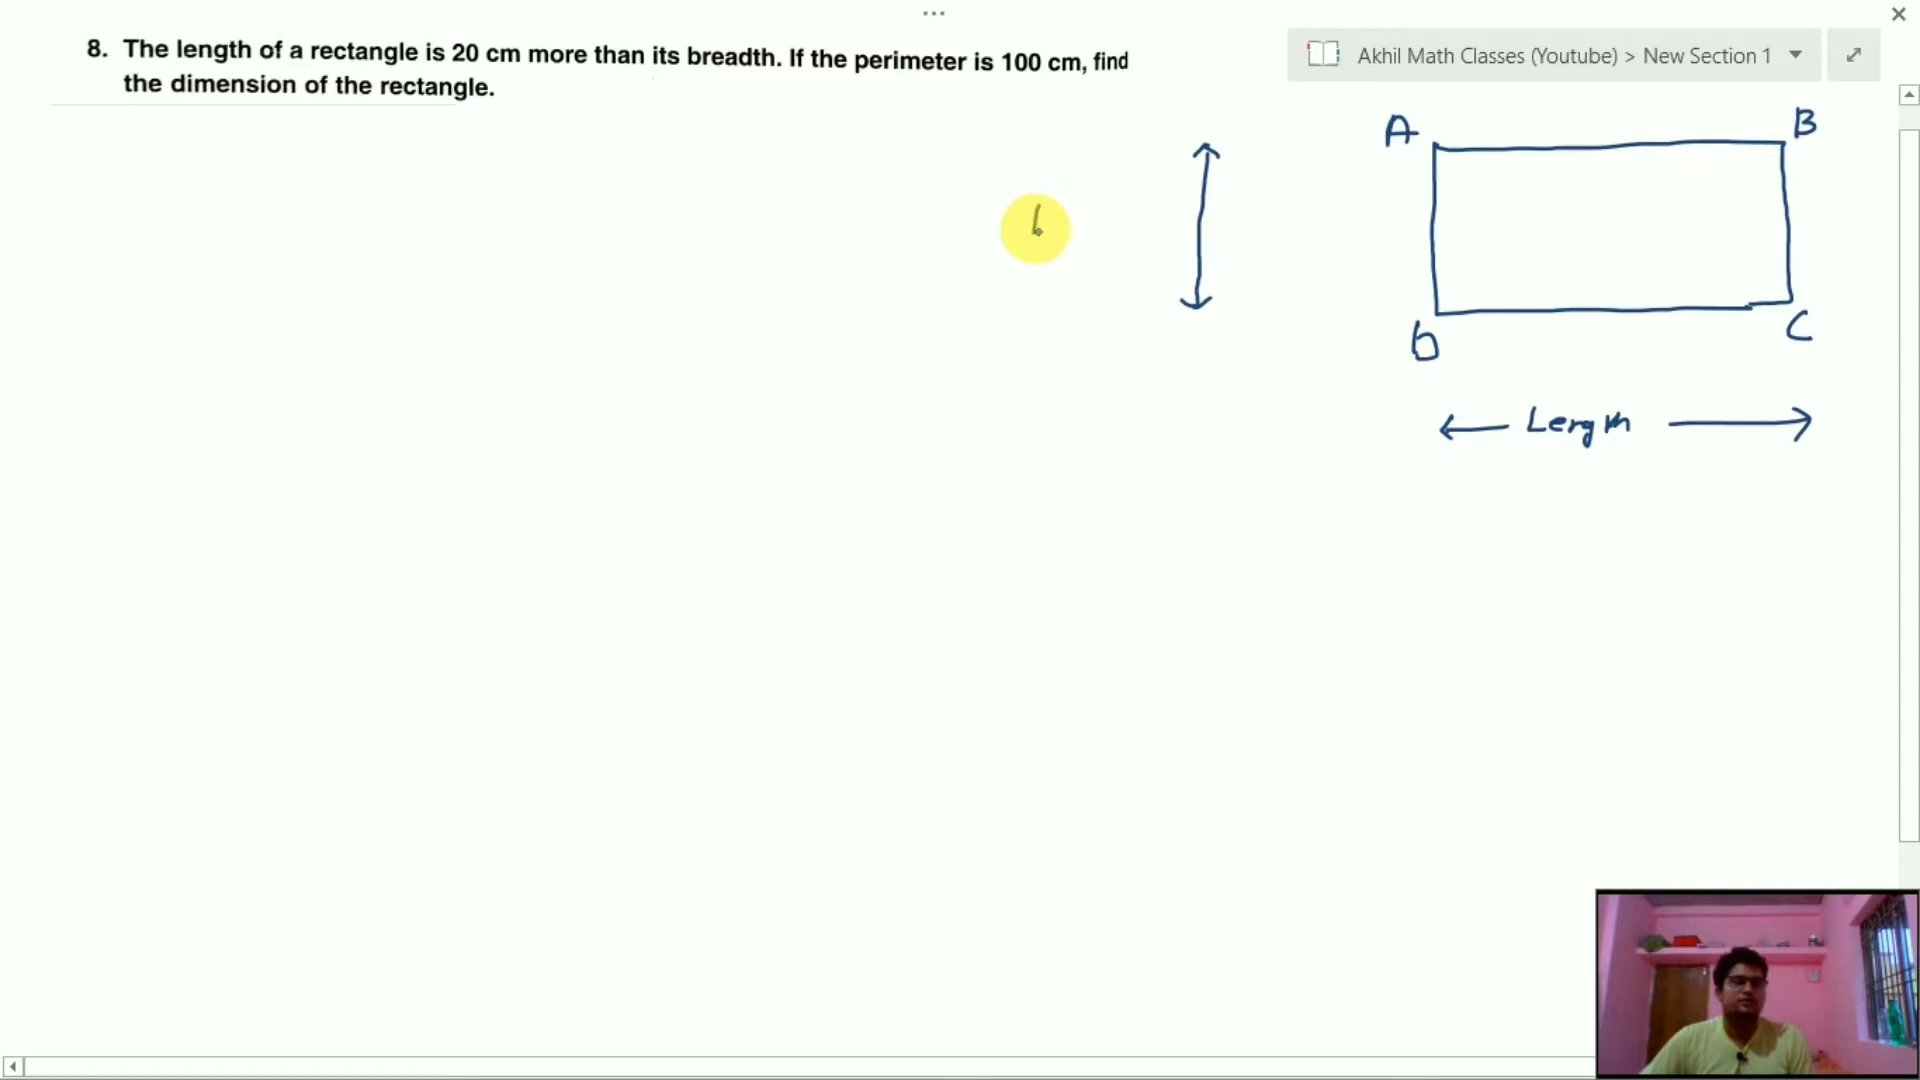 8. The length of a rectangle is 20 cm more than its breadth. If the perimeter is 100 cm, find
the dimension of the rectangle.
Akhil Math Classes (Youtube) > New Section 1
A
B
D
C
Length